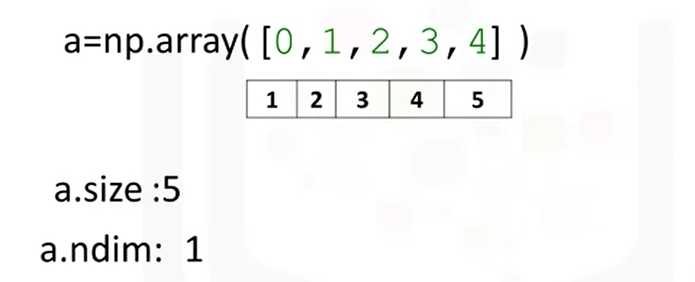 a=np.array( [0,1,2,3,4] )
1 2 3 4 5
a.size :5
a.ndim: 1